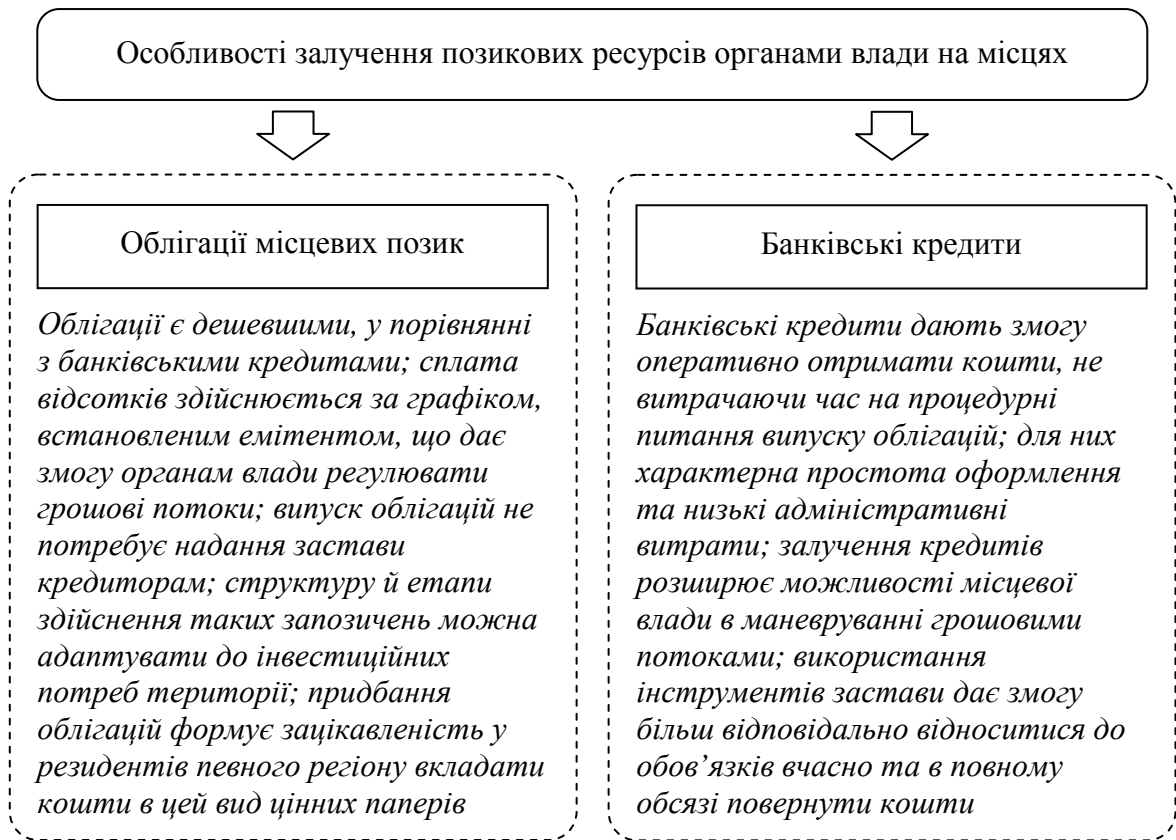 Особливості залучення позикових ресурсів органами влади на місцях
Облігації місцевих позик
Облігації є дешевшими, у порівнянні
з банківськими кредитами; сплата
відсотків здійснюється за графіком,
встановленим емітентом, що дає
змогу органам влади регулювати
грошові потоки; випуск облігацій не
потребує надання застави
кредиторам; структуру й етапи
здійснення таких запозичень можна
адаптувати до інвестиційних
потреб території; придбання
облігацій формує зацікавленість у
резидентів певного регіону вкладати
кошти в цей вид цінних паперів
Банківські кредити
Банківські кредити дають змогу
оперативно отримати кошти, не
витрачаючи час на процедурні
питання випуску облігацій; для них
характерна простота оформлення
та низькі адміністративні
витрати; залучення кредитів
розширює можливості місцевої
влади в маневруванні грошовими
потоками; використання
інструментів застави дає змогу
більш відповідально відноситися до
обов’язків вчасно та в повному
обсязі повернути кошти